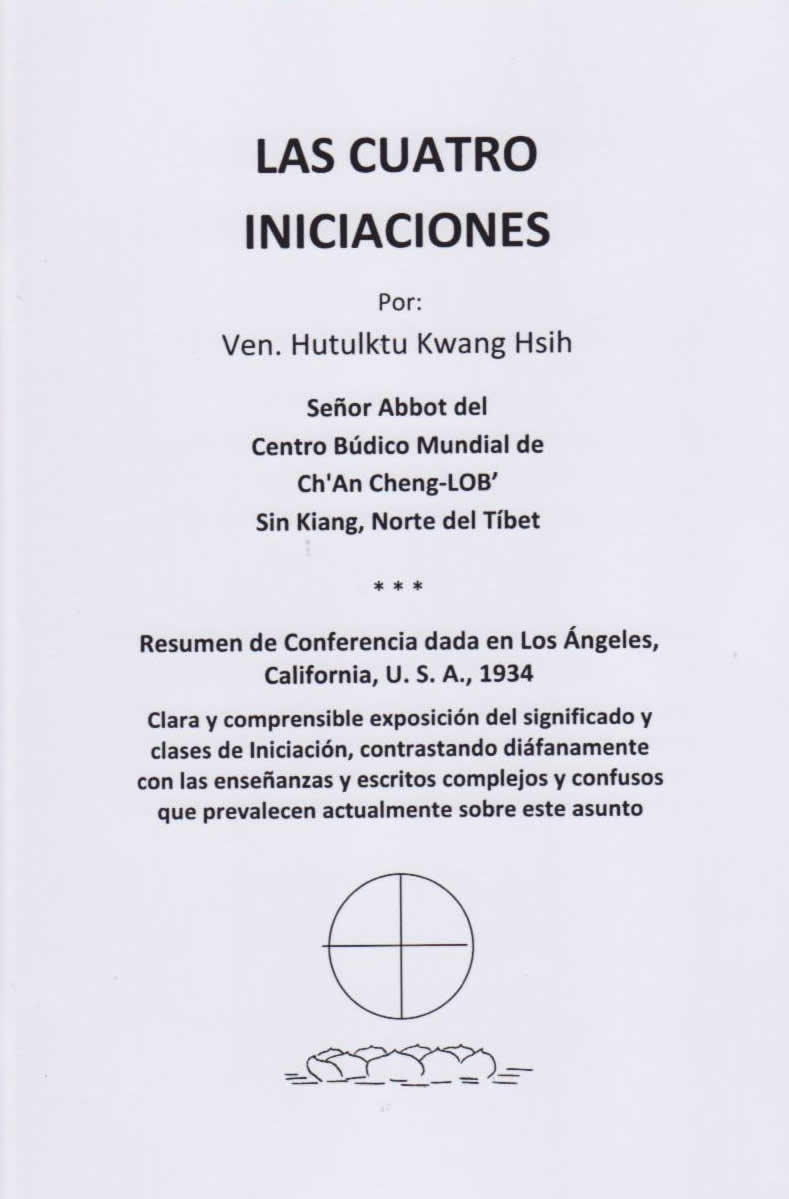 LAS CUATRO
INICIACIONES
Por:
Ven. Hutulktu Kwang Hsih
Señor Abbot del
Centro Búdico Mundial de
Ch'An Cheng-LOB’
Sin Kiang, Norte del Tíbet
* * *
Resumen de Conferencia dada en Los Ángeles,
California, U. S. A., 1934
Clara y comprensible exposición del significado y
clases de Iniciación, contrastando diáfanamente
con las enseñanzas y escritos complejos y confusos
que prevalecen actualmente sobre este asunto